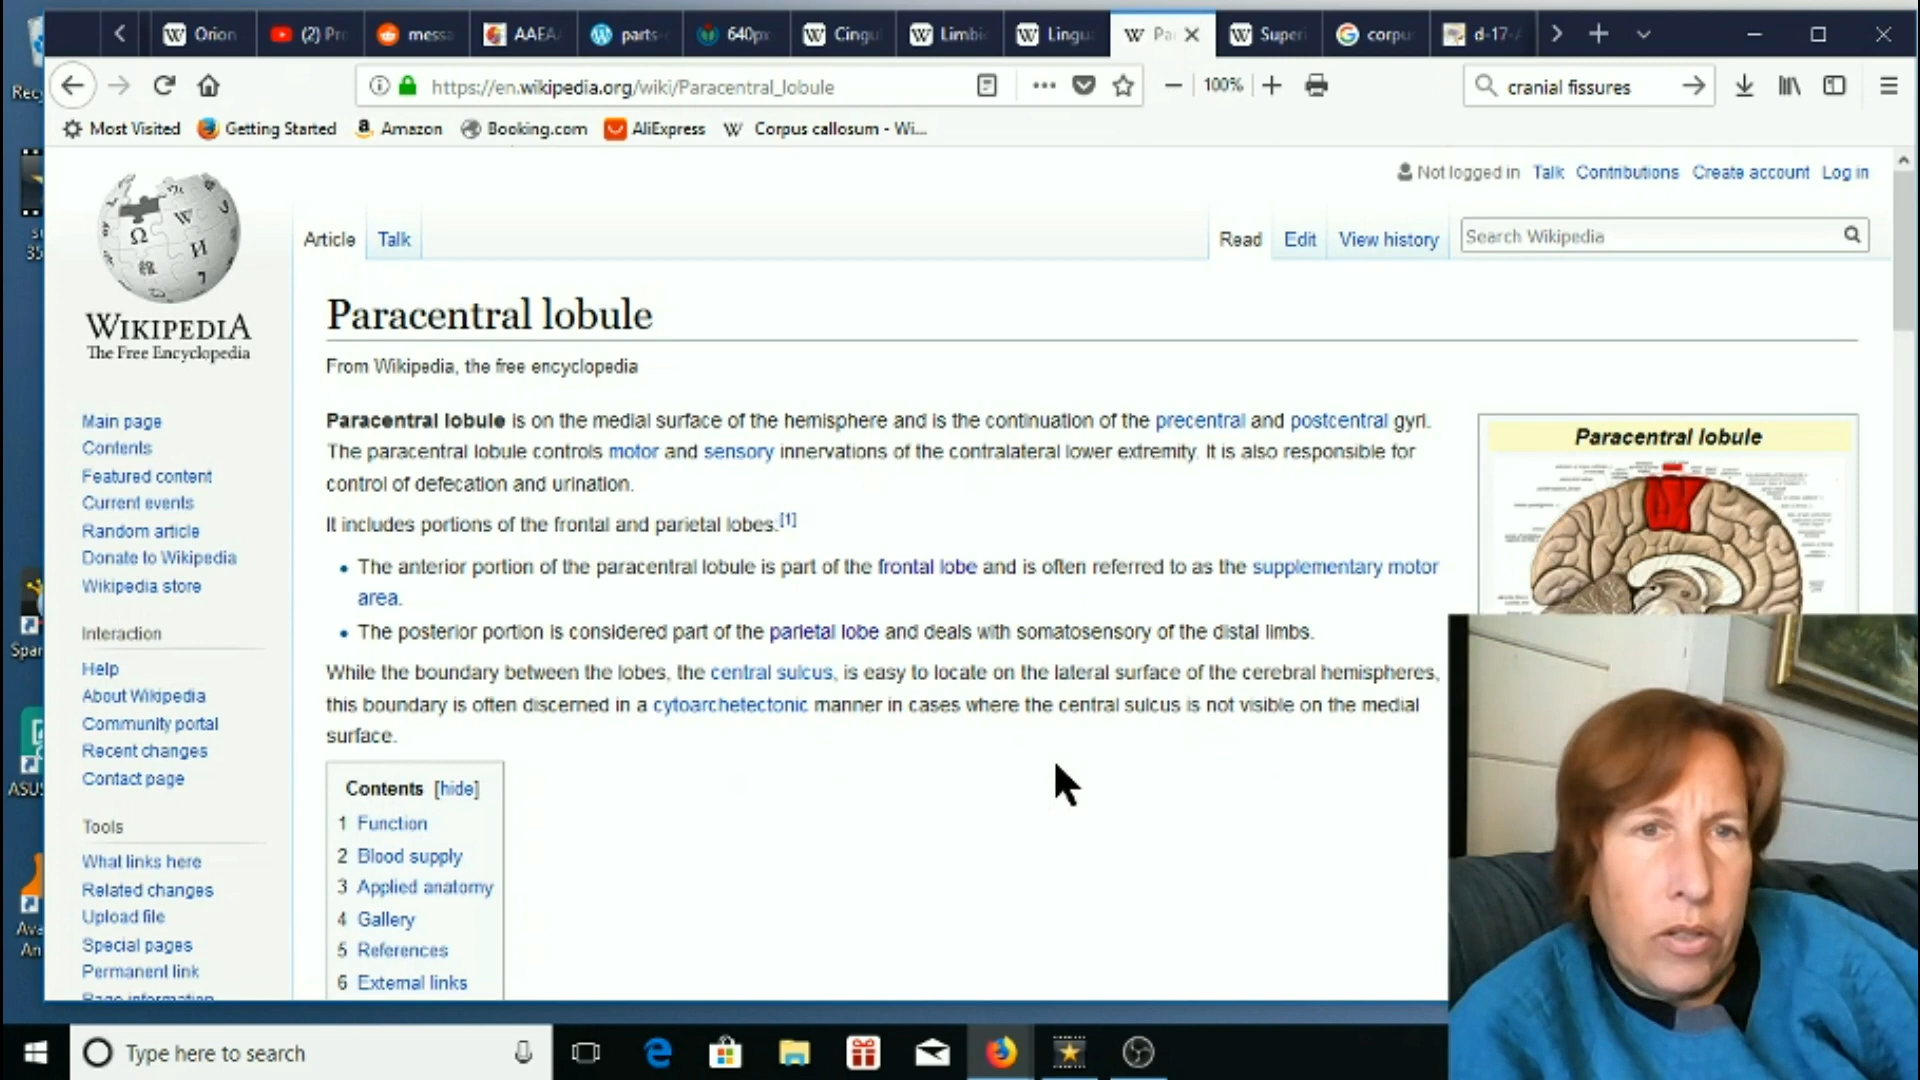 Orion
(2) Pr
messa
AAEAA
parts-
640px
Cingu
Limbi
Lingu
Pa
Superi
corpu
d-17-
https://en.wikipedia.org/wiki/Paracentral_lobule
100%
cranial fissures
Most Visited
Getting Started
Amazon
Booking.com
AliExpress
Corpus callosum - Wi...
Not logged in Talk Contributions Create account Log in
Article Talk
Read Edit View history
Search Wikipedia
WIKIPEDIA
The Free Encyclopedia
Main page
Contents
Featured content
Current events
Random article
Donate to Wikipedia
Wikipedia store
Interaction
Help
About Wikipedia
Community portal
Recent changes
Contact page
Tools
What links here
Related changes
Upload file
Special pages
Permanent link
Page information
Paracentral lobule
From Wikipedia, the free encyclopedia
Paracentral lobule is on the medial surface of the hemisphere and is the continuation of the precentral and postcentral gyri.
The paracentral lobule controls motor and sensory innervations of the contralateral lower extremity. It is also responsible for
control of defecation and urination.
It includes portions of the frontal and parietal lobes.[1]
• The anterior portion of the paracentral lobule is part of the frontal lobe and is often referred to as the supplementary motor
area.
• The posterior portion is considered part of the parietal lobe and deals with somatosensory of the distal limbs.
While the boundary between the lobes, the central sulcus, is easy to locate on the lateral surface of the cerebral hemispheres,
this boundary is often discerned in a cytoarchetectonic manner in cases where the central sulcus is not visible on the medial
surface.
Contents [hide]
1 Function
2 Blood supply
3 Applied anatomy
4 Gallery
5 References
6 External links
Paracentral lobule
Type here to search